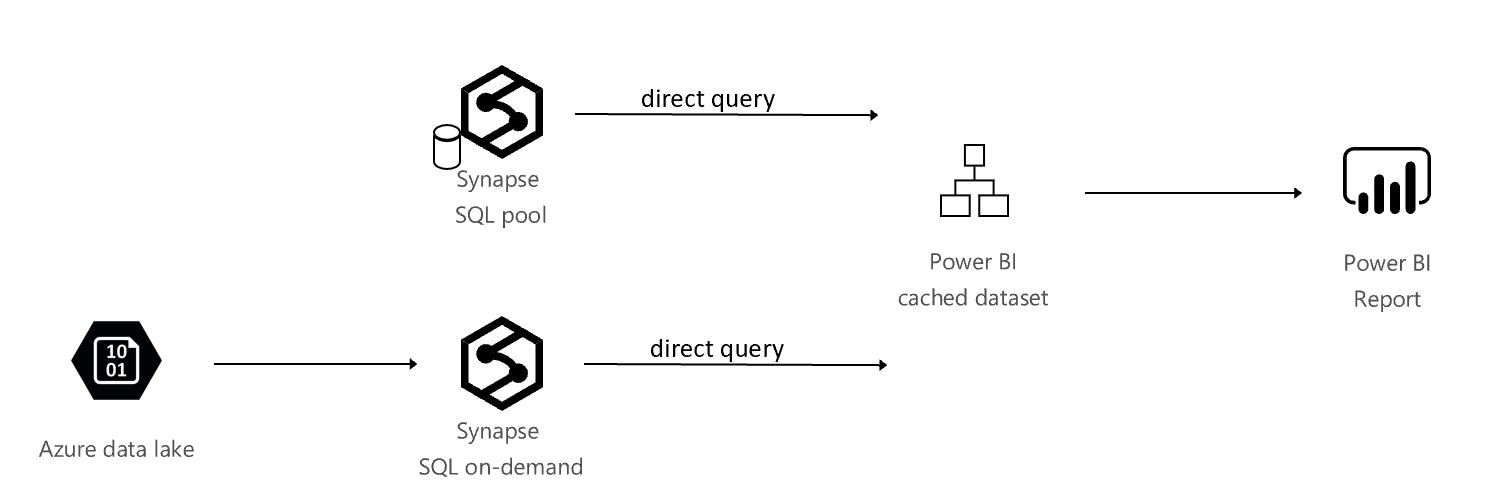 direct query
Synapse
SQL pool
Power BI
cached dataset
Power BI
Report
direct query
10
01
Azure data lake
Synapse
SQL on-demand